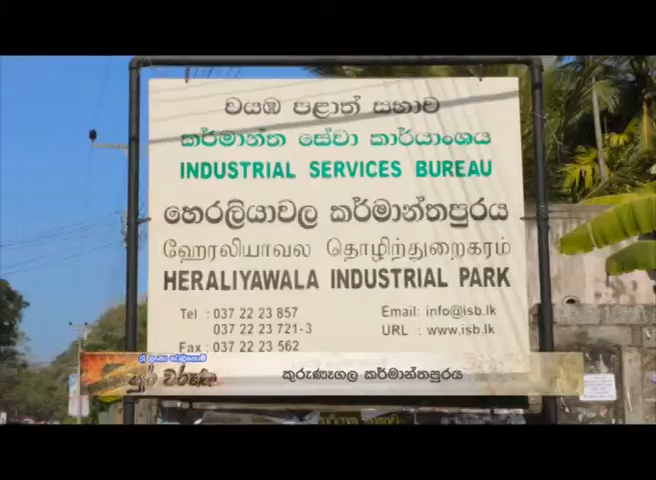 වයඹ පළාත් සභාව
කර්මාන්ත සේවා කාර්යාංශය
INDUSTRIAL SERVICES BUREAU
හෙරලියාවල කර්මාන්තපුරය
ஹேரலியாவல தொழிந்துறைகரம்
HERALIYAWALA INDUSTRIAL PARK
Tel : 037 22 23 857
037 22 23 721-3
Fax : 037 22 23 562
Email: info@isb.lk
URL : www.isb.lk
කුරුණෑගල කර්මාන්තපුරය